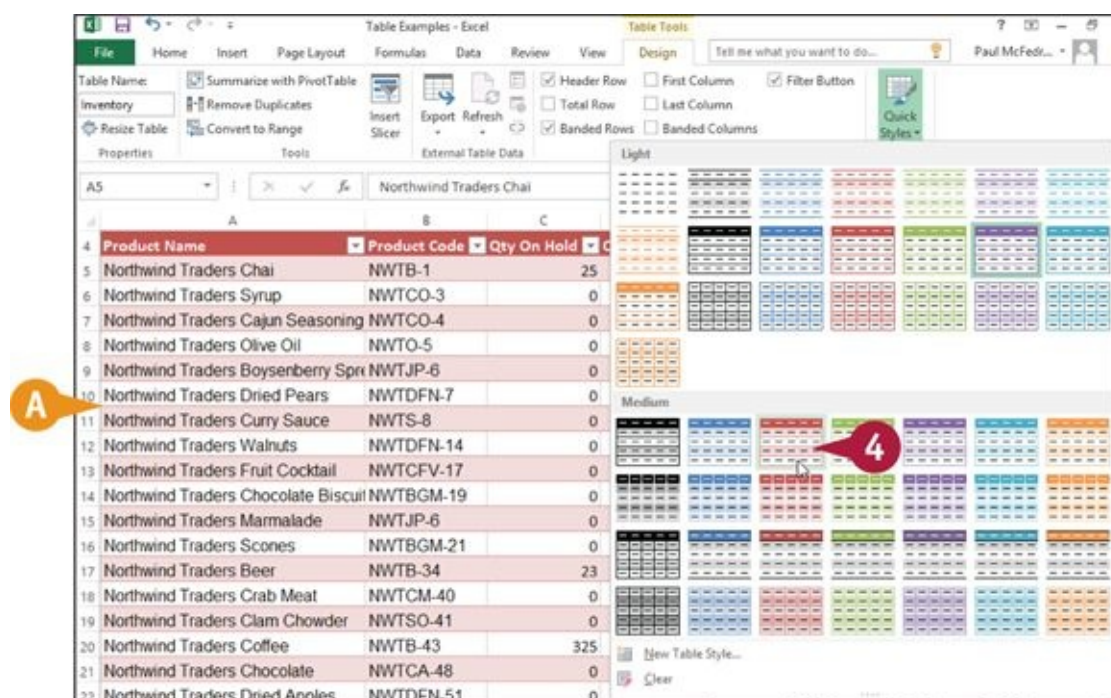 Table Examples - Excel
Table Tools
?
File Home Insert Page Layout Formulas Data Review View Design Tell me what you want to do... Paul McFedr...
Table Name:
Inventory
Resize Table
Properties
Summarize with PivotTable
Remove Duplicates
Convert to Range
Tools
Insert
Slicer
Export
Refresh
External Table Data
Header Row
Total Row
Banded Rows
First Column
Last Column
Banded Columns
Filter Button
Quick
Styles
A5 fx Northwind Traders Chai
A B C
4 Product Name Product Code Qty On Hold
5 Northwind Traders Chai NWTB-1 25
6 Northwind Traders Syrup NWTCO-3 0
7 Northwind Traders Cajun Seasoning NWTCO-4 0
8 Northwind Traders Olive Oil NWTO-5 0
9 Northwind Traders Boysenberry Spre NWTJP-6 0
10 Northwind Traders Dried Pears NWTDFN-7 0
11 Northwind Traders Curry Sauce NWTS-8 0
12 Northwind Traders Walnuts NWTDFN-14 0
13 Northwind Traders Fruit Cocktail NWTCFV-17 0
14 Northwind Traders Chocolate Biscuit NWTBGM-19 0
15 Northwind Traders Marmalade NWTJP-6 0
16 Northwind Traders Scones NWTBGM-21 0
17 Northwind Traders Beer NWTB-34 23
18 Northwind Traders Crab Meat NWTCM-40 0
19 Northwind Traders Clam Chowder NWTSO-41 0
20 Northwind Traders Coffee NWTB-43 325
21 Northwind Traders Chocolate NWTCA-48 0
22 Northwind Traders Dried Apples NWTDFN-51 0
A
Light
Medium
4
New Table Style...
Clear